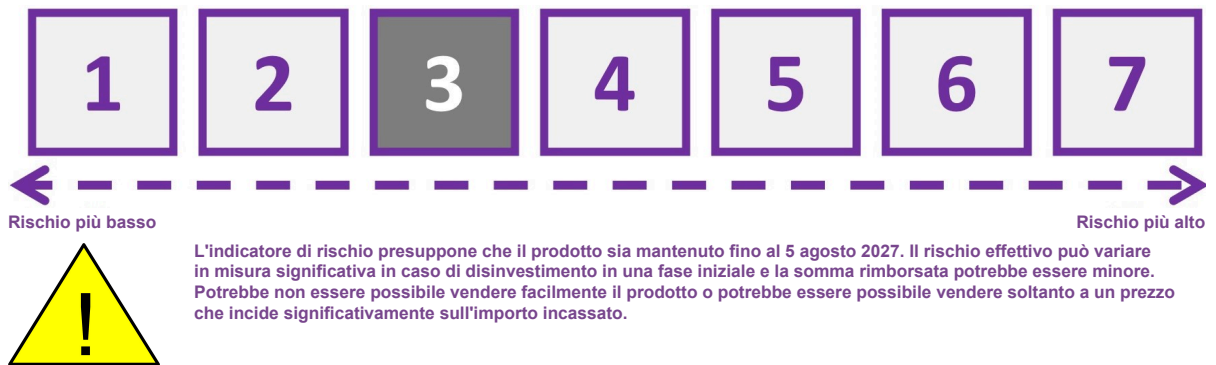 1 2 3 4 5 6 7
Rischio più basso Rischio più alto
L'indicatore di rischio presuppone che il prodotto sia mantenuto fino al 5 agosto 2027. Il rischio effettivo può variare
in misura significativa in caso di disinvestimento in una fase iniziale e la somma rimborsata potrebbe essere minore.
Potrebbe non essere possibile vendere facilmente il prodotto o potrebbe essere possibile vendere soltanto a un prezzo
che incide significativamente sull'importo incassato.
!